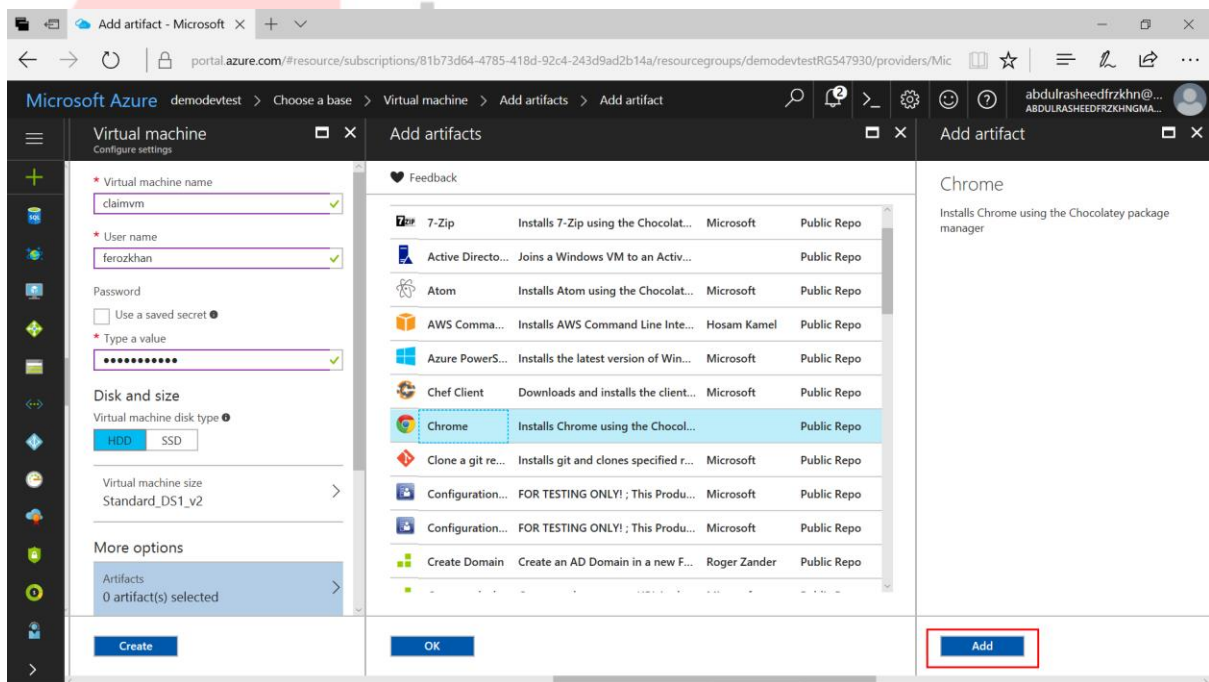 Add artifact - Microsoft
portal.azure.com/#resource/subscriptions/81b73d64-4785-418d-92c4-243d9ad2b14a/resourcegroups/demodevtestRG547930/providers/Mic
Microsoft Azure demodevtest > Choose a base > Virtual machine > Add artifacts > Add artifact
2
abdulrasheedfrzkhn@...
ABDULRASHEEDFRZKHNGMA...
Virtual machine
Configure settings
* Virtual machine name
claimvm
* User name
ferozkhan
Password
Use a saved secret
* Type a value
Disk and size
Virtual machine disk type
HDD SSD
Virtual machine size
Standard_DS1_v2
More options
Artifacts
0 artifact(s) selected
Create
Add artifacts
Feedback
7-Zip Installs 7-Zip using the Chocolat... Microsoft Public Repo
Active Directo... Joins a Windows VM to an Activ... Public Repo
Atom Installs Atom using the Chocolat... Microsoft Public Repo
AWS Comma... Installs AWS Command Line Inte... Hosam Kamel Public Repo
Azure PowerS... Installs the latest version of Win... Microsoft Public Repo
Chef Client Downloads and installs the client... Microsoft Public Repo
Chrome Installs Chrome using the Chocol... Public Repo
Clone a git re... Installs git and clones specified r... Microsoft Public Repo
Configuration... FOR TESTING ONLY! ; This Produ... Microsoft Public Repo
Configuration... FOR TESTING ONLY! ; This Produ... Microsoft Public Repo
Create Domain Create an AD Domain in a new F... Roger Zander Public Repo
OK
Add artifact
Chrome
Installs Chrome using the Chocolatey package
manager
Add